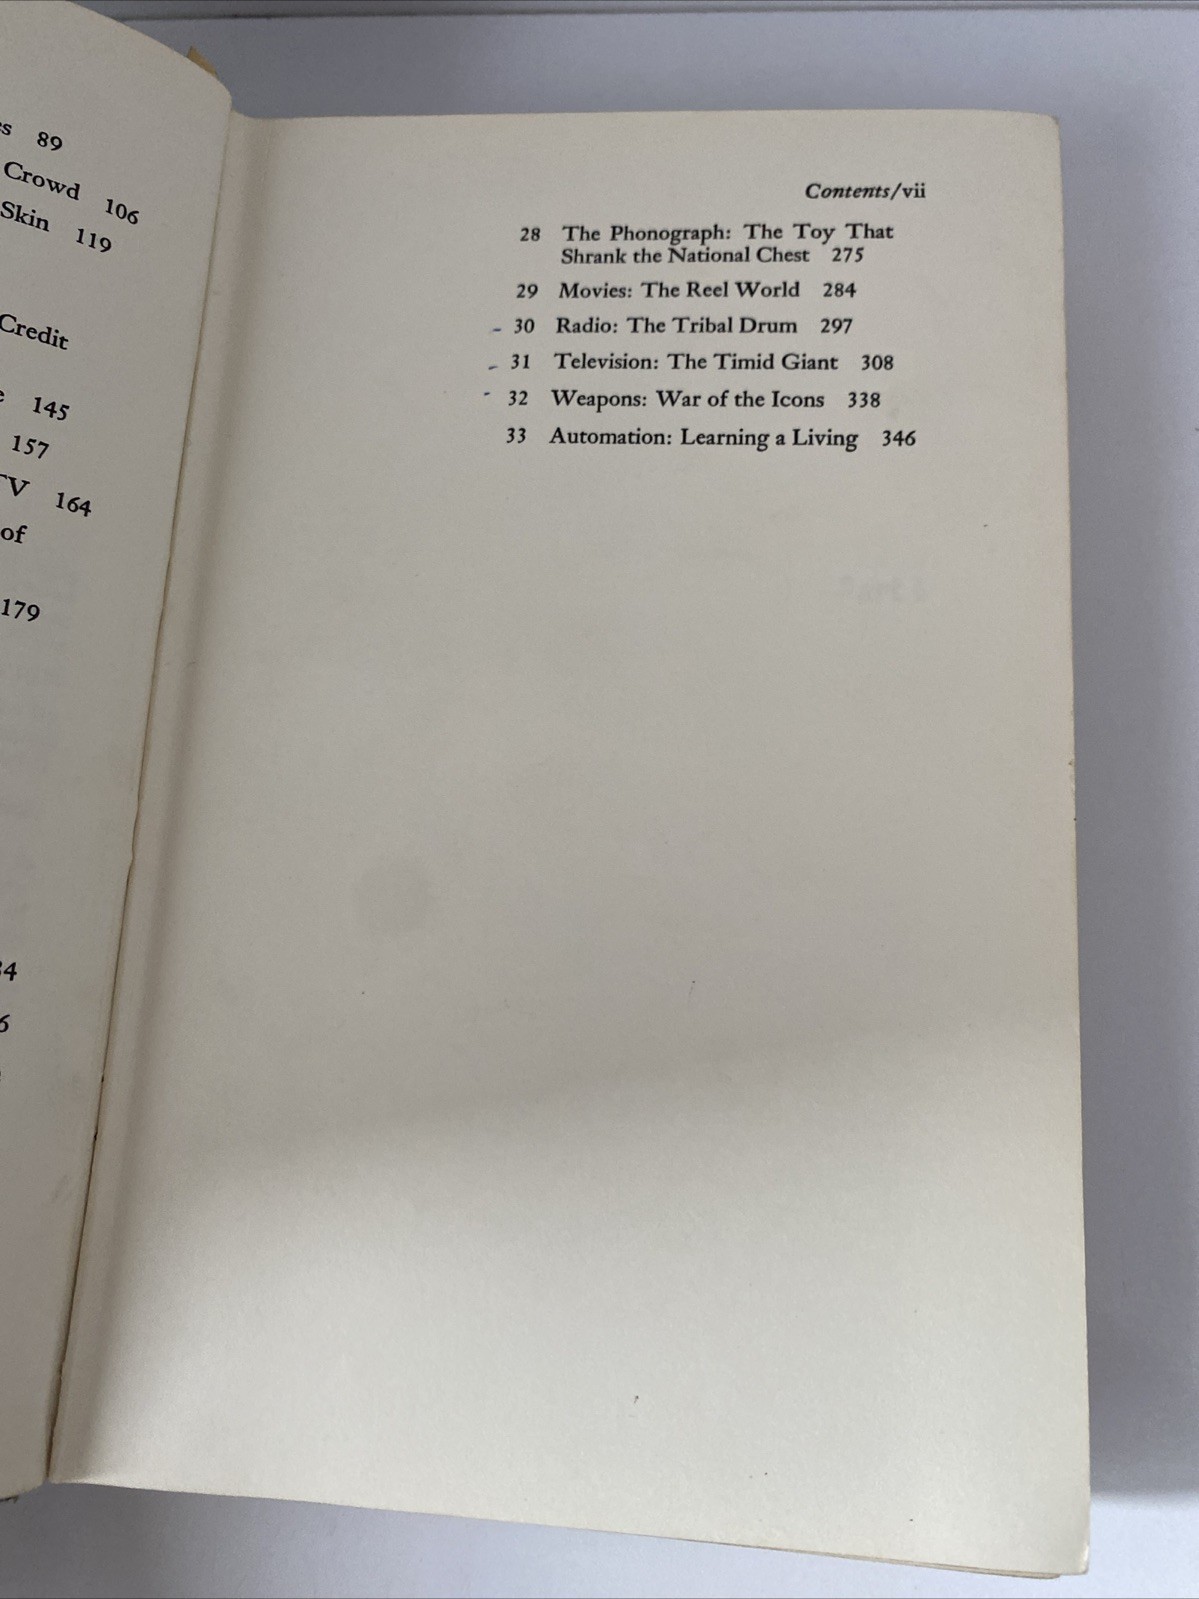 89
Crowd 106
Skin 119
Credit
145
157
TV 164
of
179
Contents/vii
28 The Phonograph: The Toy That
Shrank the National Chest 275
29 Movies: The Reel World 284
- 30 Radio: The Tribal Drum 297
- 31 Television: The Timid Giant 308
- 32 Weapons: War of the Icons 338
33 Automation: Learning a Living 346